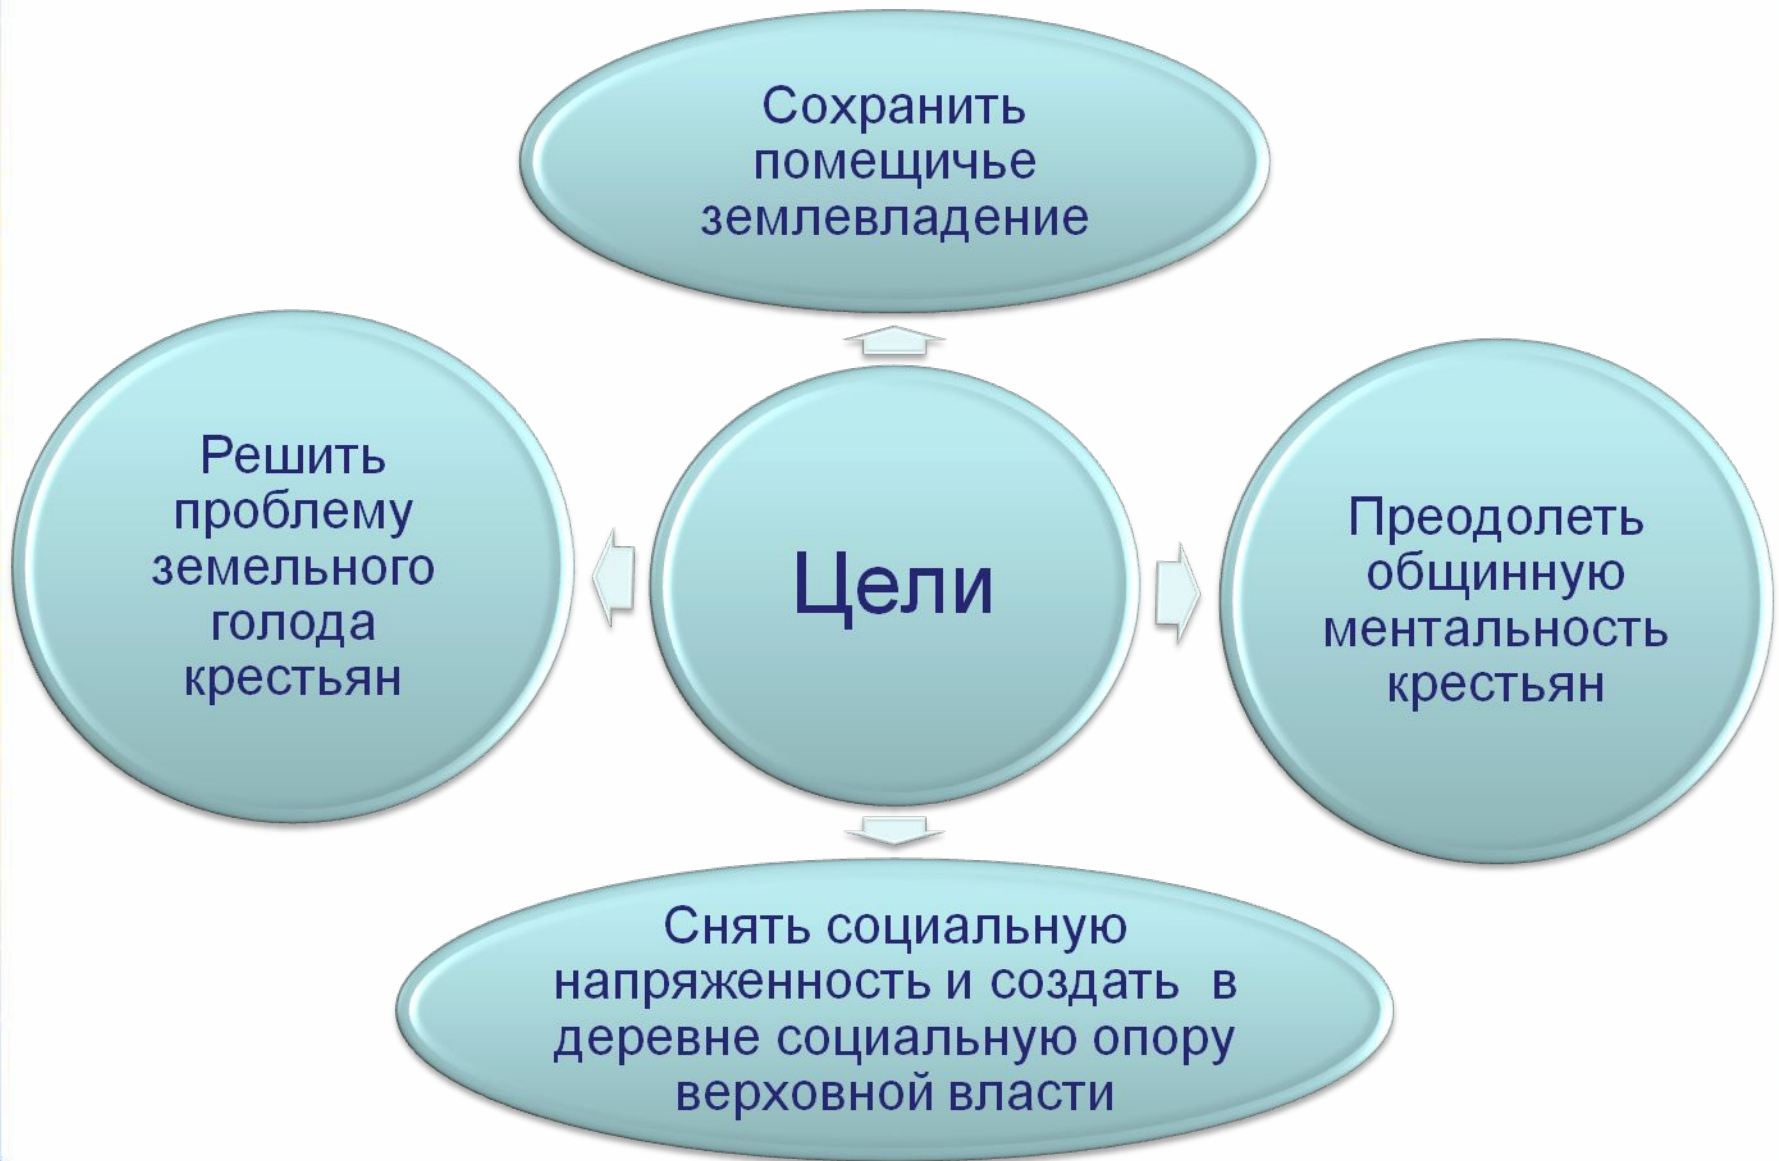 Сохранить
помещичье
землевладение
Решить
проблему
земельного
голода
крестьян
Цели
Преодолеть
общинную
ментальность
крестьян
Снять социальную
напряженность и создать  в
деревне социальную опору
верховной власти